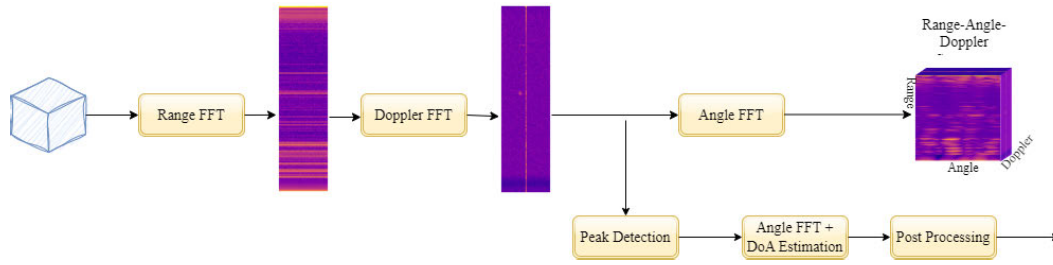 Range-Angle-
Doppler
Range FFT
Doppler FFT
Angle FFT
Range
Doppler
Angle
Peak Detection
Angle FFT +
DoA Estimation
Post Processing